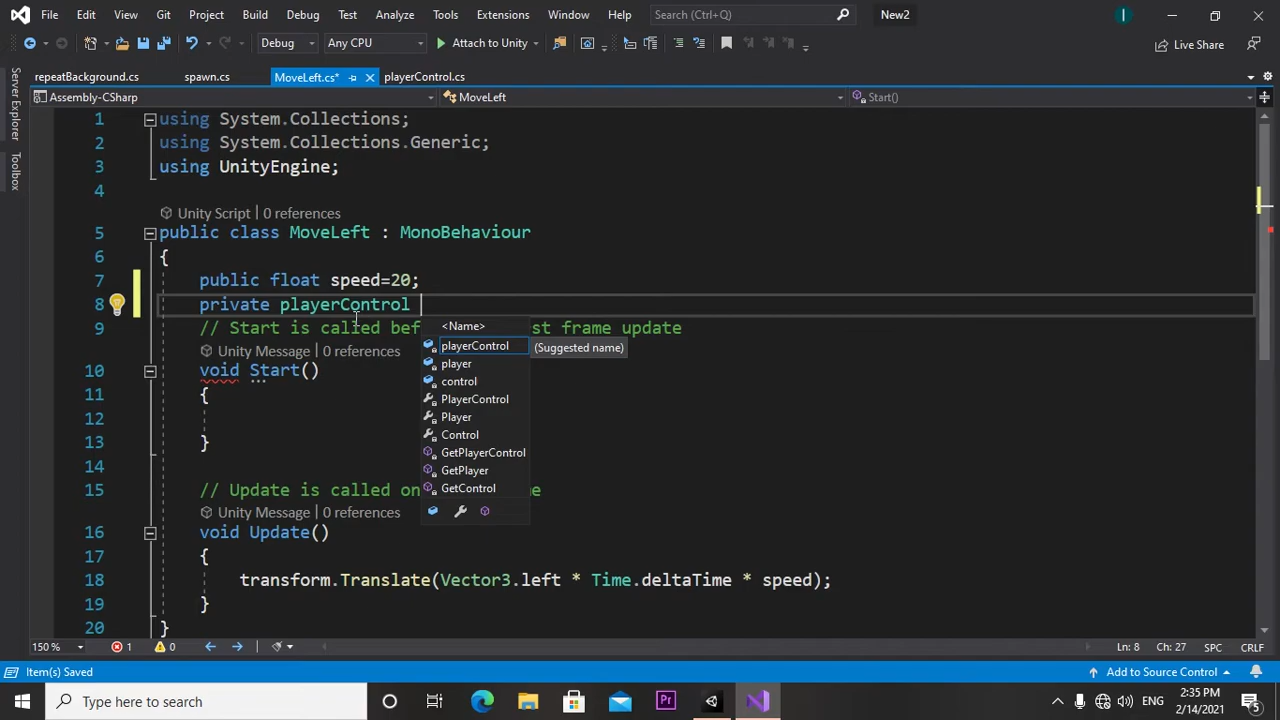 File Edit View Git Project Build Debug Test Analyze Tools Extensions Window Help Search (Ctrl+Q) New2 I
Debug Any CPU Attach to Unity Live Share
repeatBackground.cs spawn.cs MoveLeft.cs* playerControl.cs
Assembly-CSharp MoveLeft Start()
Server Explorer
Toolbox
1 using System.Collections;
2 using System.Collections.Generic;
3 using UnityEngine;
4
Unity Script | 0 references
5 public class MoveLeft : MonoBehaviour
6 {
7 public float speed=20;
8 private playerControl
9 // Start is called bef st frame update
<Name>
playerControl (Suggested name)
player
control
PlayerControl
Player
Control
GetPlayerControl
GetPlayer
GetControl
Unity Message | 0 references
10 void Start()
11 {
12
13 }
14
15 // Update is called on e
Unity Message | 0 references
16 void Update()
17 {
18 transform.Translate(Vector3.left * Time.deltaTime * speed);
19 }
20 }
150 % 1 0 Ln: 8 Ch: 27 SPC CRLF
Item(s) Saved Add to Source Control
Type here to search Pr ENG 2:35 PM
2/14/2021 5